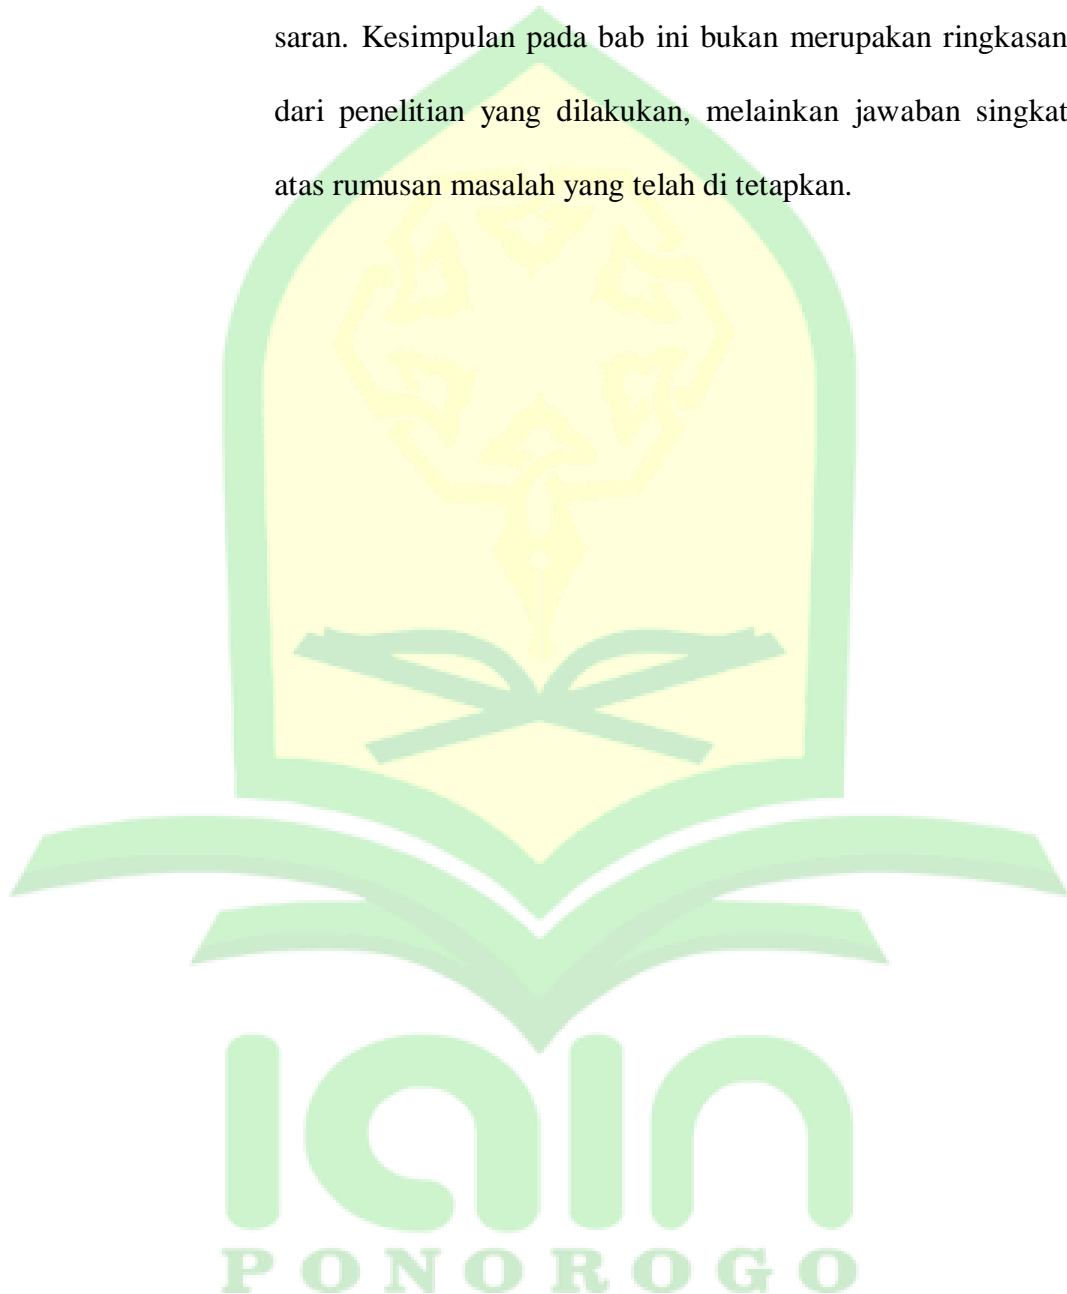 saran. Kesimpulan pada bab ini bukan merupakan ringkasan
dari penelitian yang dilakukan, melainkan jawaban singkat
atas rumusan masalah yang telah di tetapkan.
iain
PONOROGO